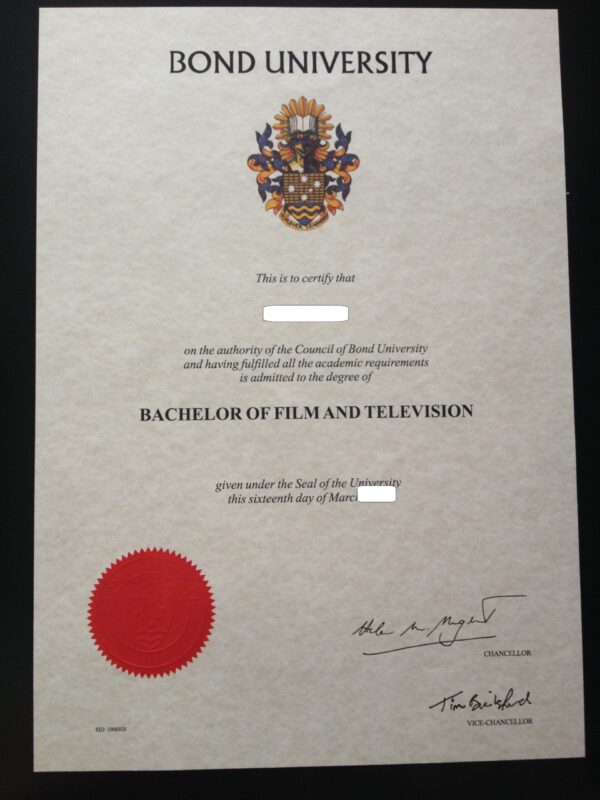 BOND UNIVERSITY
This is to certify that
on the authority of the Council of Bond University
and having fulfilled all the academic requirements
is admitted to the degree of
BACHELOR OF FILM AND TELEVISION
given under the Seal of the University
this sixteenth day of
CHANCELLOR
VICE-CHANCELLOR